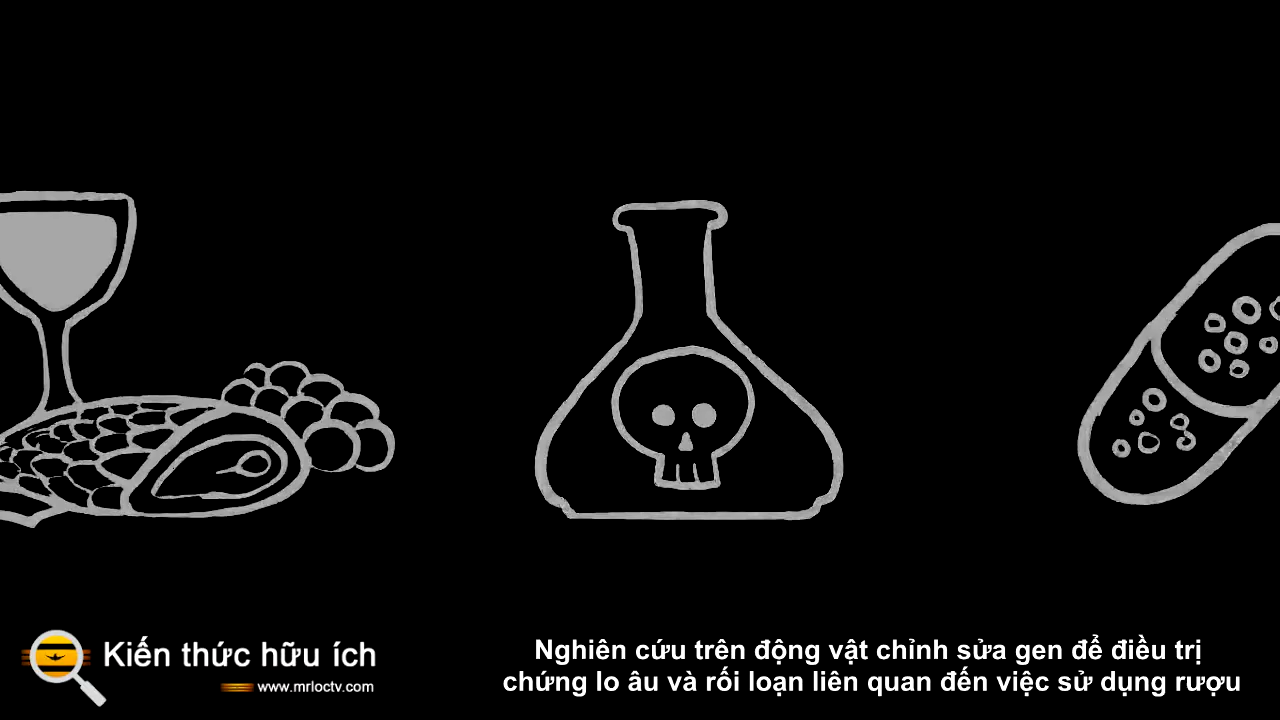 Kiến thức hữu ích
www.mrloctv.com
Nghiên cứu trên động vật chỉnh sửa gen để điều trị
chứng lo âu và rối loạn liên quan đến việc sử dụng rượu